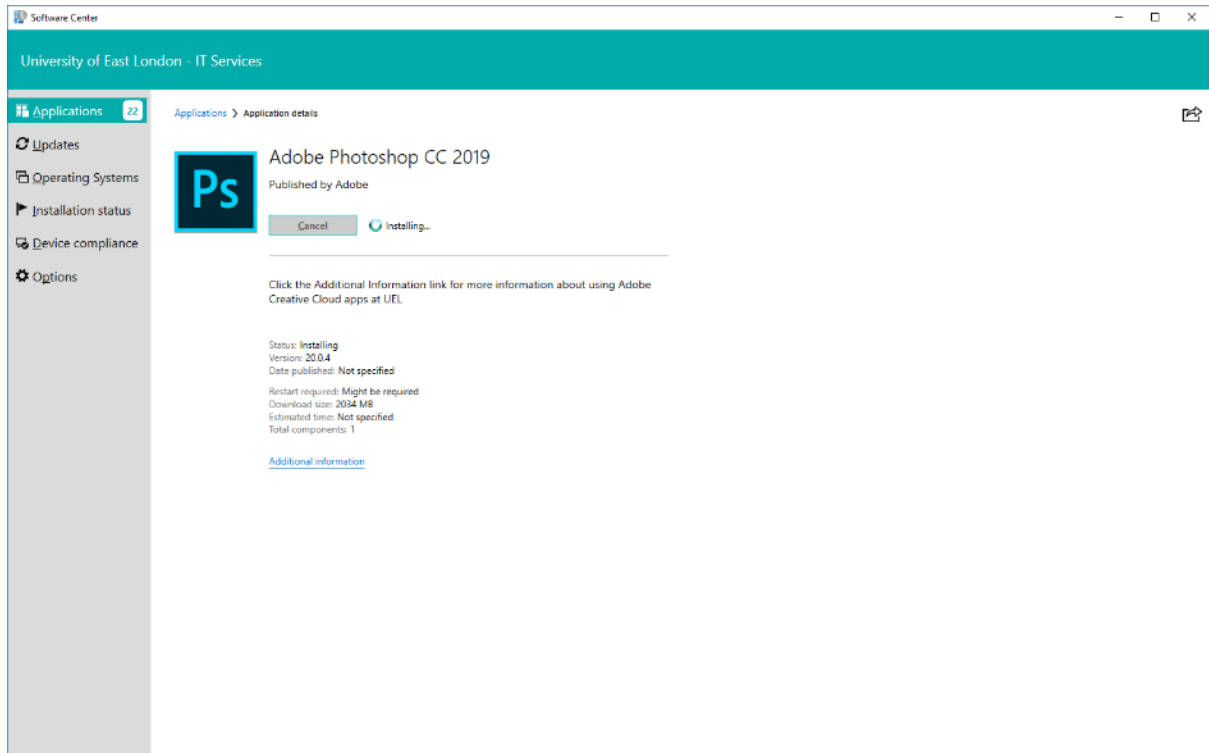 Software Center
University of East London - IT Services
Applications 22
Updates
Operating Systems
Installation status
Device compliance
Options
Applications > Application details
Ps
Adobe Photoshop CC 2019
Published by Adobe
Cancel
Installing...
Click the Additional Information link for more information about using Adobe
Creative Cloud apps at UEL
Status: Installing
Version: 20.0.4
Date published: Not specified
Restart required: Might be required
Download size: 2034 MB
Estimated time: Not specified
Total components: 1
Additional information